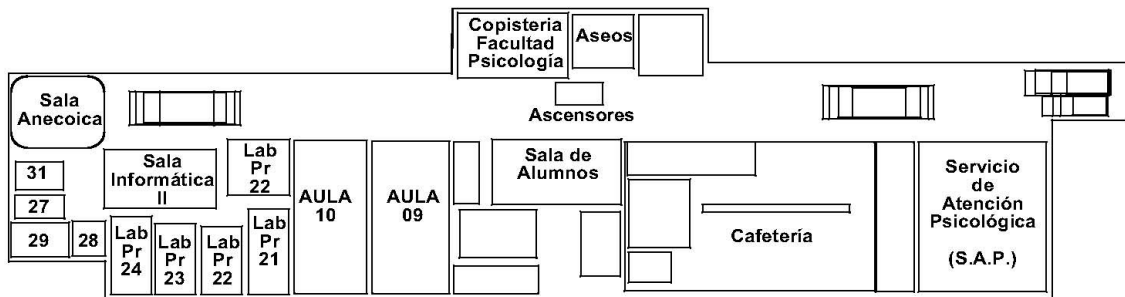 Copisteria
Facultad
Psicología
Aseos
Sala
Anecoica
Ascensores
31
27
29
28
Sala
Informática
II
Lab
Pr
22
AULA
10
AULA
09
Sala de
Alumnos
Lab
Pr
24
Lab
Pr
23
Lab
Pr
22
Lab
Pr
21
Cafetería
Servicio
de
Atención
Psicológica
(S.A.P.)